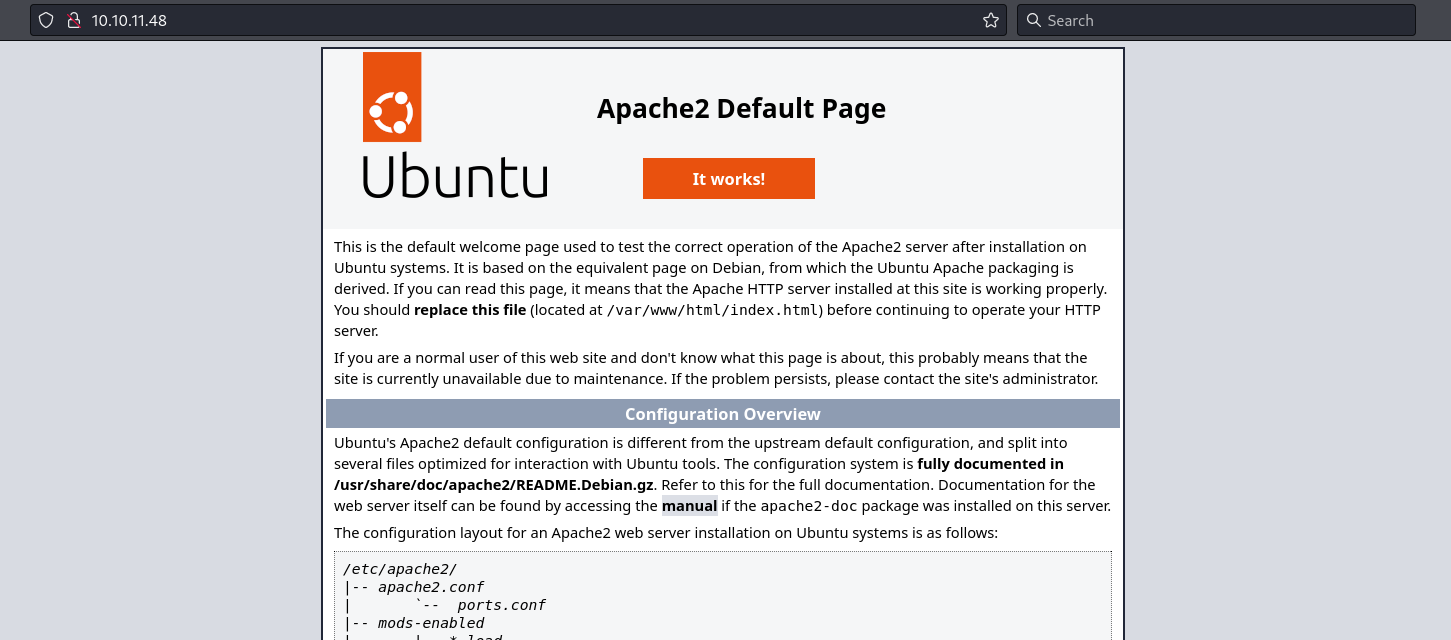 10.10.11.48
Search
Apache2 Default Page
Ubuntu
It works!
This is the default welcome page used to test the correct operation of the Apache2 server after installation on
Ubuntu systems. It is based on the equivalent page on Debian, from which the Ubuntu Apache packaging is
derived. If you can read this page, it means that the Apache HTTP server installed at this site is working properly.
You should replace this file (located at /var/www/html/index.html) before continuing to operate your HTTP
server.
If you are a normal user of this web site and don't know what this page is about, this probably means that the
site is currently unavailable due to maintenance. If the problem persists, please contact the site's administrator.
Configuration Overview
Ubuntu's Apache2 default configuration is different from the upstream default configuration, and split into
several files optimized for interaction with Ubuntu tools. The configuration system is fully documented in
/usr/share/doc/apache2/README.Debian.gz. Refer to this for the full documentation. Documentation for the
web server itself can be found by accessing the manual if the apache2-doc package was installed on this server.
The configuration layout for an Apache2 web server installation on Ubuntu systems is as follows:
/etc/apache2/
|-- apache2.conf
|       `--  ports.conf
|-- mods-enabled
|       |-- *.load